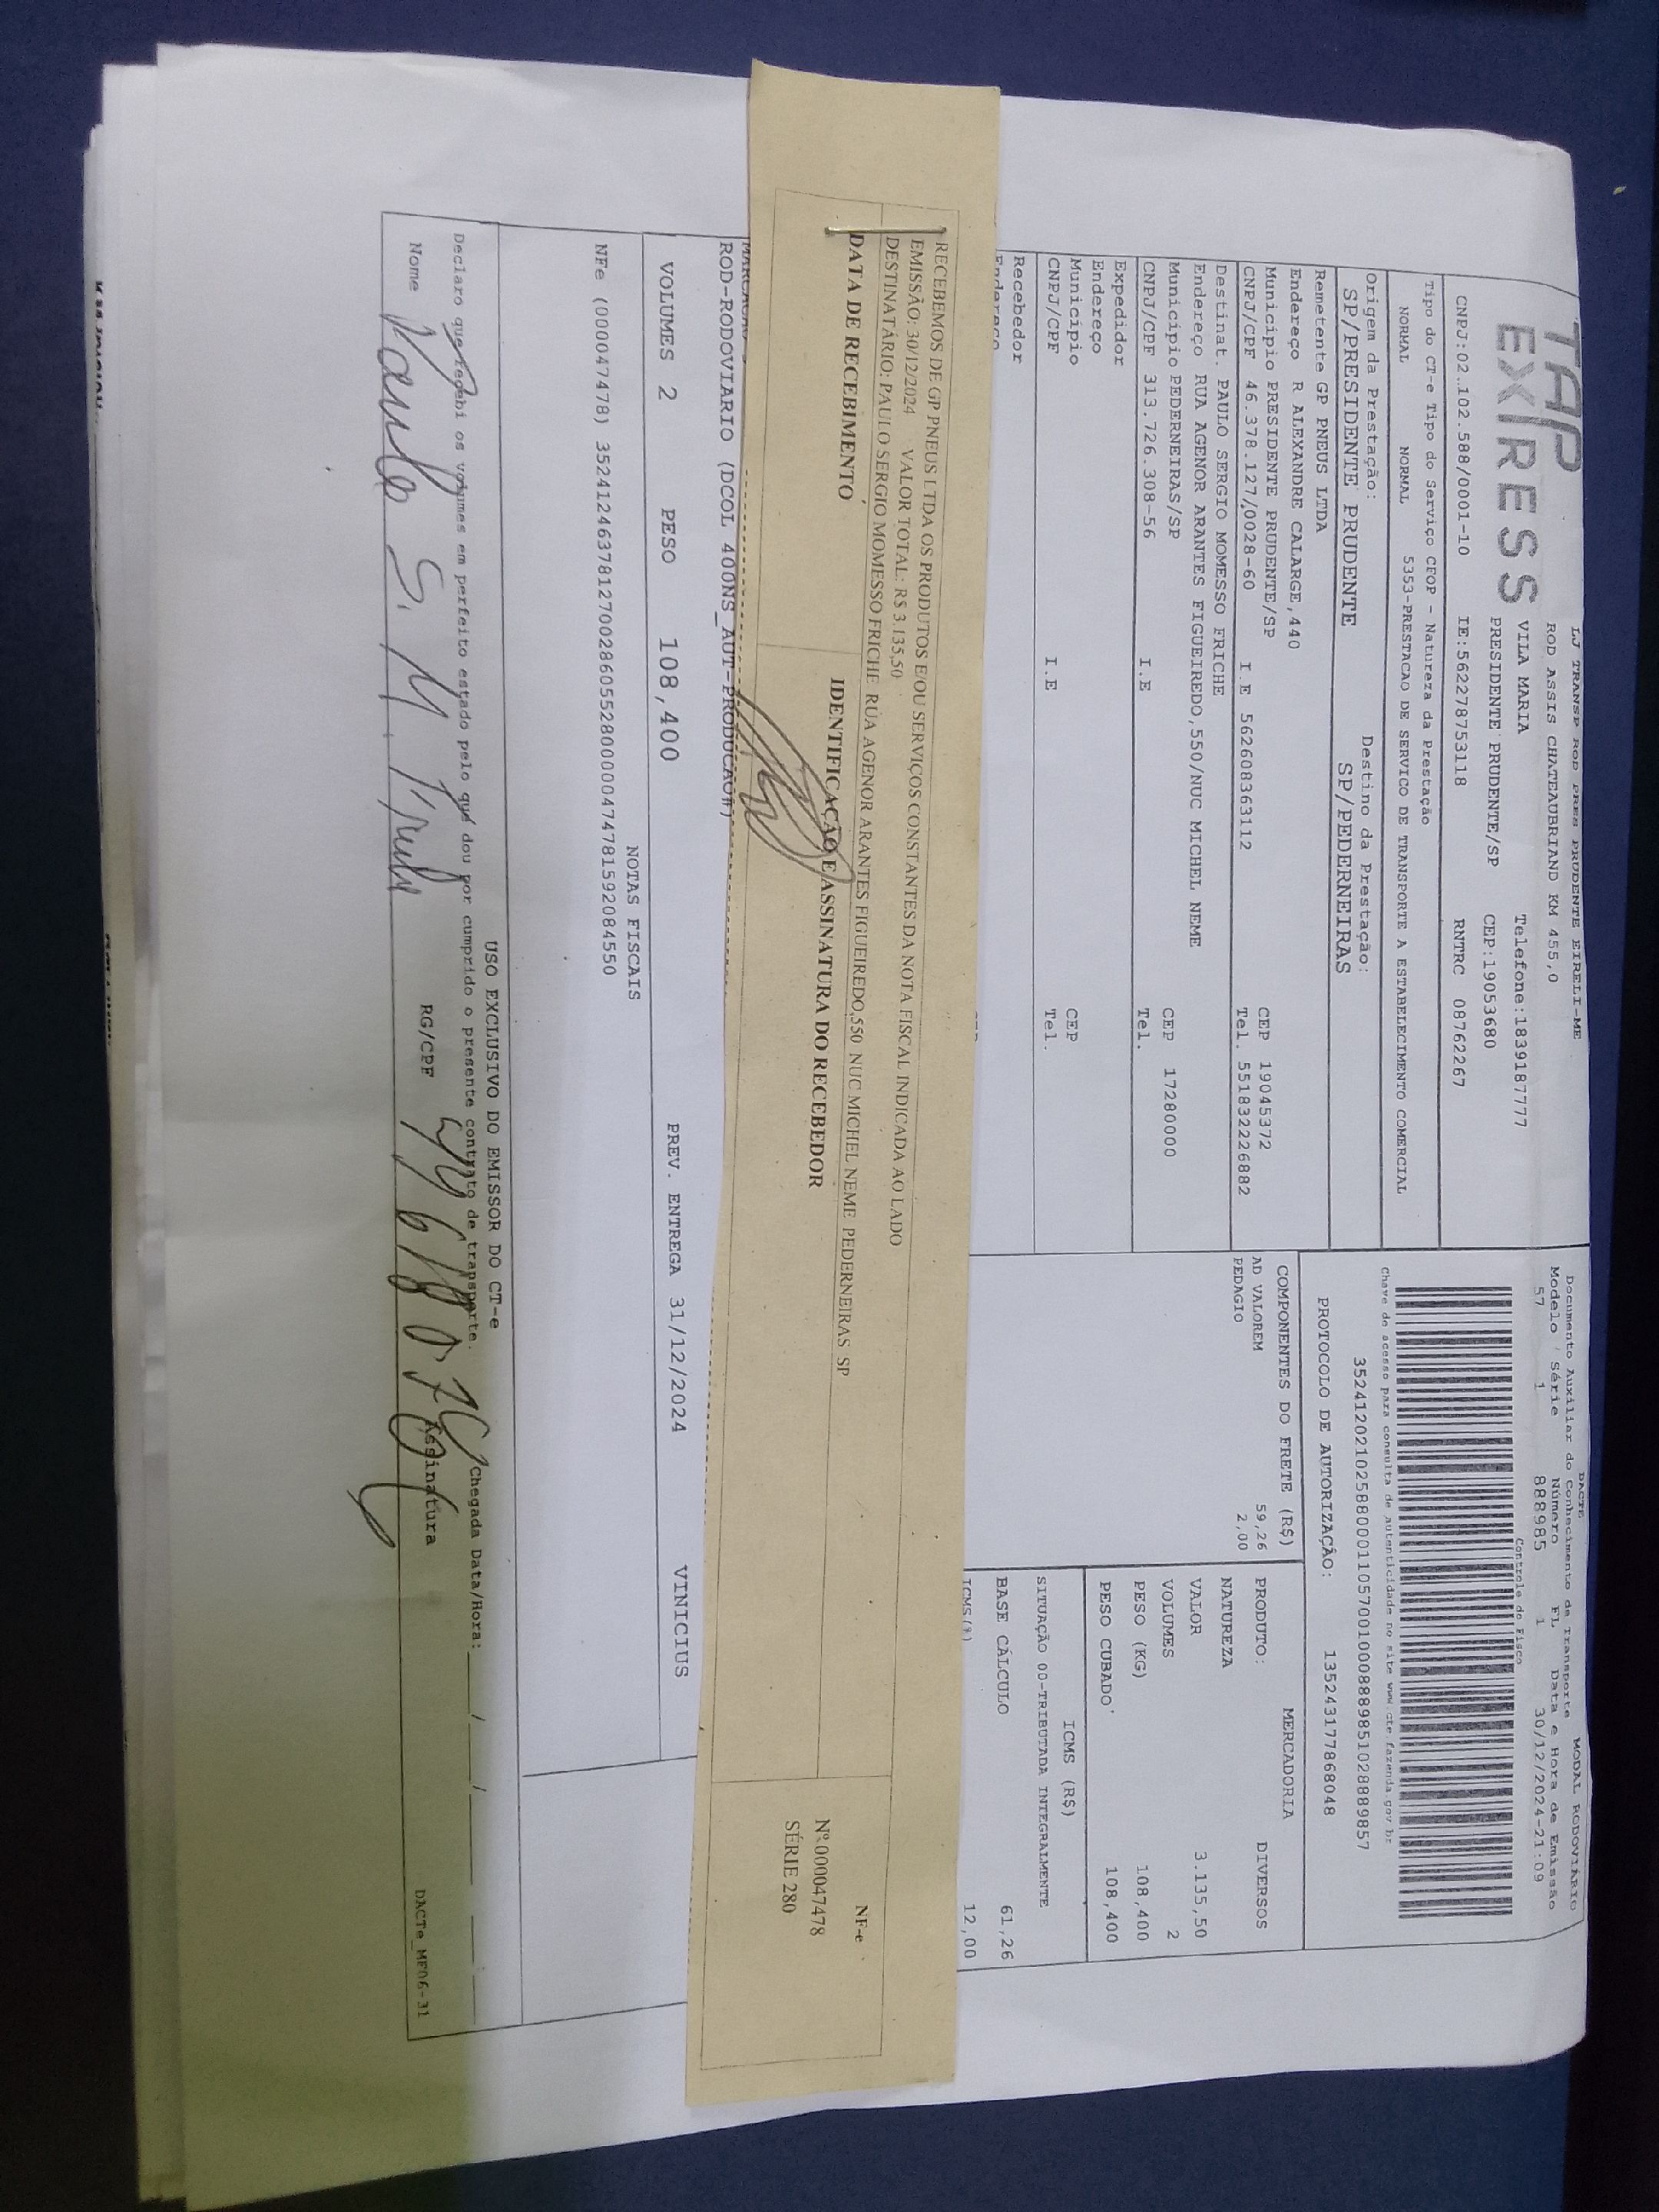 TAP EXPRESS
LJ TRANSP ROD PRES PRUDENTE EIRELI-ME
ROD ASSIS CHATEAUBRIAND KM 455,0
VILA MARIA Telefone:1839187777
PRESIDENTE PRUDENTE/SP CEP:19053680
CNPJ:02.102.588/0001-10 IE:562278753118 RNTRC 08762267
Tipo do CT-e Tipo do Serviço CFOP - Natureza da Prestação
NORMAL NORMAL 5353-PRESTACAO DE SERVICO DE TRANSPORTE A ESTABELECIMENTO COMERCIAL
Origem da Prestação: Destino da Prestação:
SP/PRESIDENTE PRUDENTE SP/PEDERNEIRAS
Remetente GP PNEUS LTDA
Endereço R ALEXANDRE CALARGE,440
Município PRESIDENTE PRUDENTE/SP CEP 19045372
CNPJ/CPF 46.378.127/0028-60 I.E 562608363112 Tel. 551832226882
Destinat. PAULO SERGIO MOMESSO FRICHE
Endereço RUA AGENOR ARANTES FIGUEIREDO,550/NUC MICHEL NEME
Município PEDERNEIRAS/SP CEP 17280000
CNPJ/CPF 313.726.308-56 I.E Tel.
Expedidor
Endereço
Município CEP
CNPJ/CPF I.E Tel.
Recebedor
Endereço
DACTE MODAL RODOVIÁRIO
Documento Auxiliar do Conhecimento de Transporte
Modelo Série Número FL Data e Hora de Emissão
57 1 888985 1 30/12/2024-21:09
Controle do Fisco
Chave de acesso para consulta de autenticidade no site www.cte.fazenda.gov.br
35241202102588000110570010008889851028889857
PROTOCOLO DE AUTORIZAÇÃO: 135243177868048
COMPONENTES DO FRETE (R$)
AD VALOREM 59,26
PEDAGIO 2,00
MERCADORIA
PRODUTO: DIVERSOS
NATUREZA
VALOR 3.135,50
VOLUMES 2
PESO (KG) 108,400
PESO CUBADO 108,400
ICMS (R$)
SITUAÇÃO 00-TRIBUTADA INTEGRALMENTE
BASE CÁLCULO 61,26
ICMS(%) 12,00
RECEBEMOS DE GP PNEUS LTDA OS PRODUTOS E/OU SERVIÇOS CONSTANTES DA NOTA FISCAL INDICADA AO LADO
EMISSÃO: 30/12/2024 VALOR TOTAL: R$ 3.135,50
DESTINATÁRIO: PAULO SERGIO MOMESSO FRICHE RUA AGENOR ARANTES FIGUEIREDO,550 NUC MICHEL NEME PEDERNEIRAS SP
DATA DE RECEBIMENTO
IDENTIFICAÇÃO E ASSINATURA DO RECEBEDOR
NF-e
Nº.000047478
SÉRIE 280
ROD-RODOVIARIO (DCOL 400NS_AUT-PRODUCAO#)
VOLUMES 2 PESO 108,400 PREV. ENTREGA 31/12/2024 VINICIUS
NOTAS FISCAIS
NFe (000047478) 35241246378127002860552800000474781592084550
USO EXCLUSIVO DO EMISSOR DO CT-e
Declaro que recebi os volumes em perfeito estado pelo que dou por cumprido o presente contrato de transporte. Chegada Data/Hora: ____/____/____
Nome Paulo S. M. RG/CPF Assinatura
DACTe_MF06-31